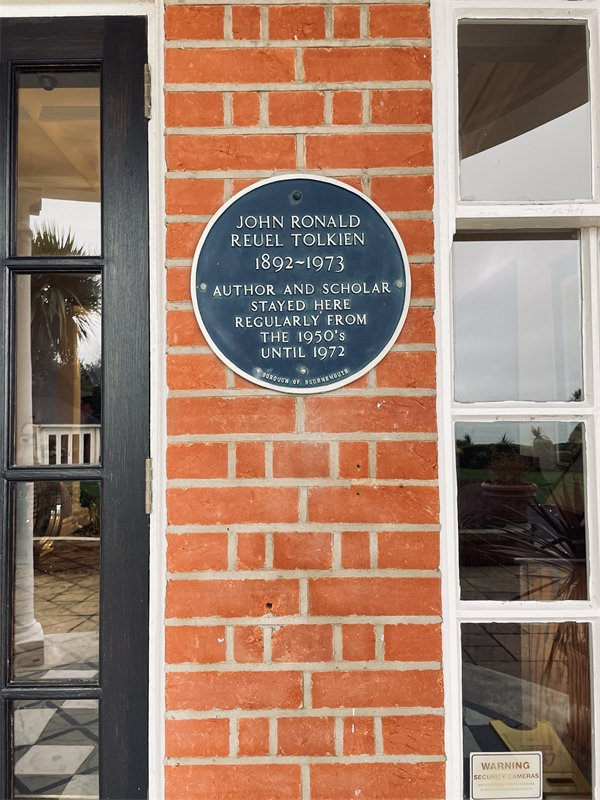 JOHN RONALD
REUEL TOLKIEN
1892~1973
AUTHOR AND SCHOLAR
STAYED HERE
REGULARLY FROM
THE 1950's
UNTIL 1972
BOROUGH OF BOURNEMOUTH
WARNING
SECURITY CAMERAS